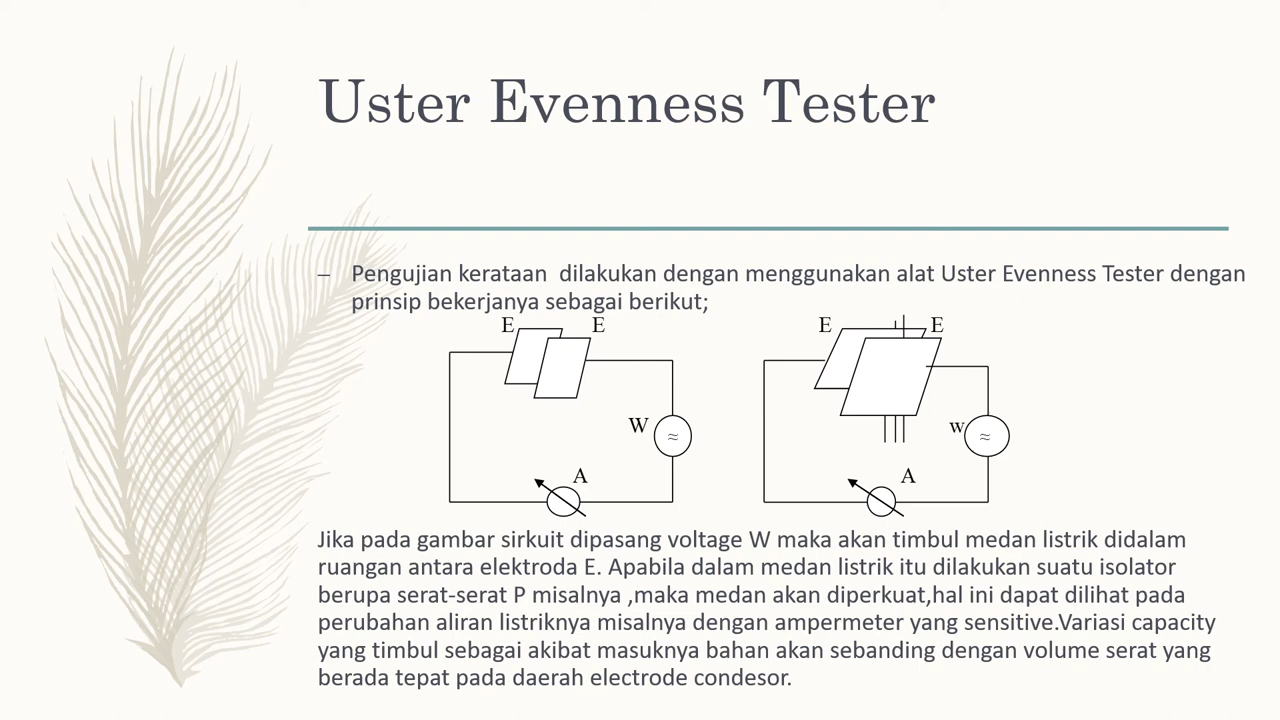 Uster Evenness Tester
– Pengujian kerataan dilakukan dengan menggunakan alat Uster Evenness Tester dengan
prinsip bekerjanya sebagai berikut;
E E E E
W ≈ w ≈
A A
Jika pada gambar sirkuit dipasang voltage W maka akan timbul medan listrik didalam
ruangan antara elektroda E. Apabila dalam medan listrik itu dilakukan suatu isolator
berupa serat-serat P misalnya ,maka medan akan diperkuat,hal ini dapat dilihat pada
perubahan aliran listriknya misalnya dengan ampermeter yang sensitive.Variasi capacity
yang timbul sebagai akibat masuknya bahan akan sebanding dengan volume serat yang
berada tepat pada daerah electrode condesor.